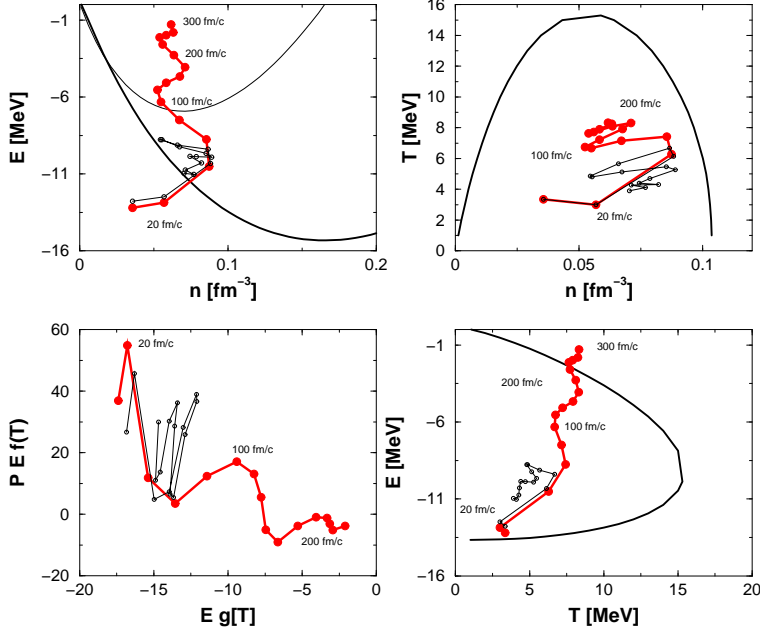 −1
−6
−11
−16
E [MeV]
300 fm/c
200 fm/c
100 fm/c
20 fm/c
0
0.1
0.2
n [fm⁻³]
16
14
12
10
8
6
4
2
0
T [MeV]
200 fm/c
100 fm/c
20 fm/c
0
0.05
0.1
n [fm⁻³]
60
40
20
0
−20
P E f(T)
20 fm/c
100 fm/c
200 fm/c
−20
−15
−10
−5
0
E g[T]
−1
−6
−11
−16
E [MeV]
300 fm/c
200 fm/c
100 fm/c
20 fm/c
0
5
10
15
20
T [MeV]